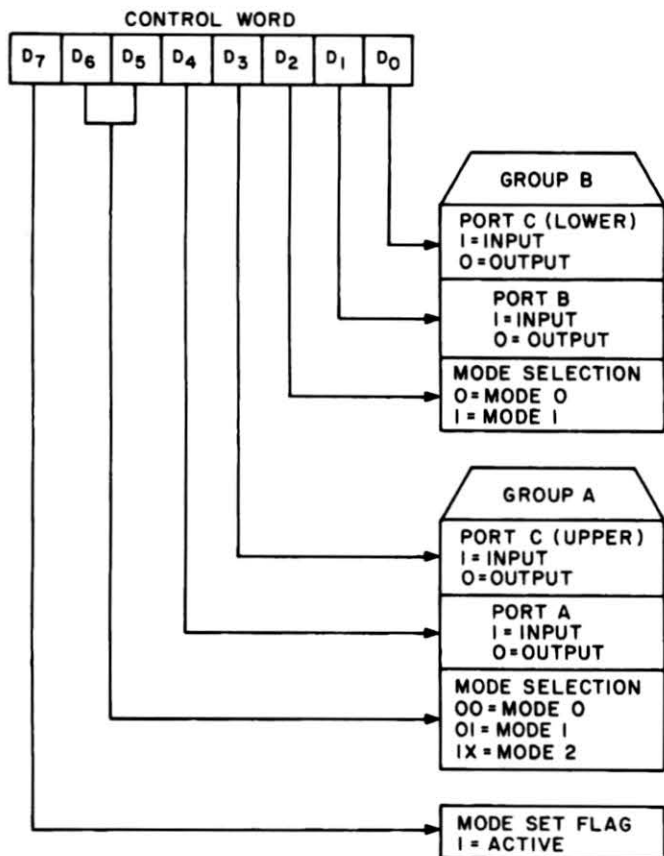 CONTROL WORD
D7 D6 D5 D4 D3 D2 D1 D0
GROUP B
PORT C (LOWER)
1 = INPUT
0 = OUTPUT
PORT B
1 = INPUT
0 = OUTPUT
MODE SELECTION
0 = MODE 0
1 = MODE 1
GROUP A
PORT C (UPPER)
1 = INPUT
0 = OUTPUT
PORT A
1 = INPUT
0 = OUTPUT
MODE SELECTION
00 = MODE 0
01 = MODE 1
1X = MODE 2
MODE SET FLAG
1 = ACTIVE